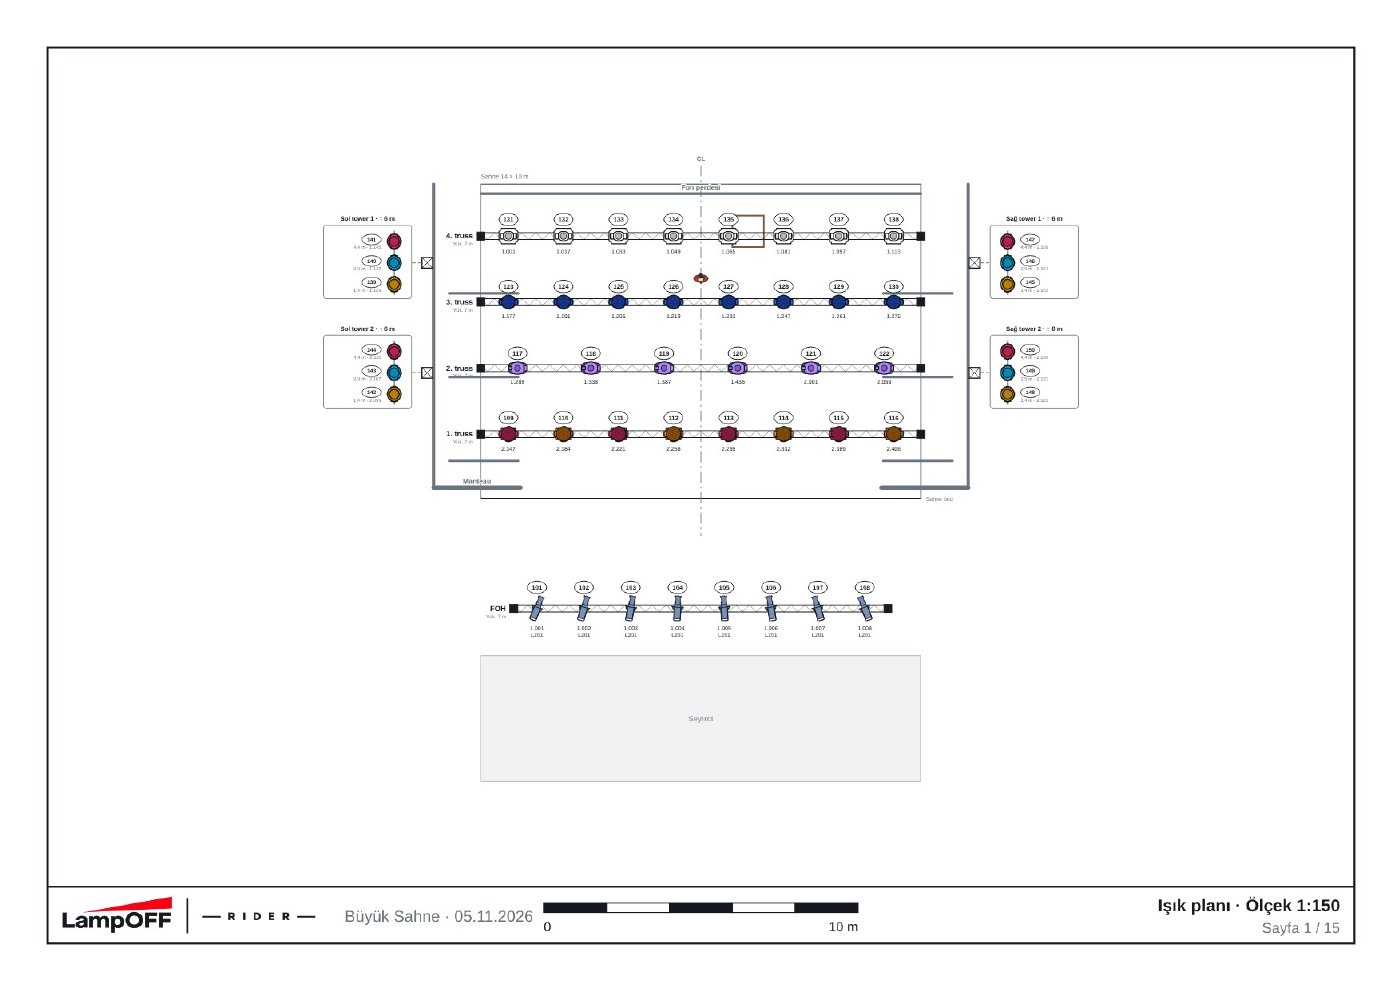 CL
Sahne 14 × 10 m
Fon perdesi
Sol tower 1 · ↑ 6 m
141
140
139
Sol tower 2 · ↑ 6 m
144
143
142
Sağ tower 1 · ↑ 6 m
147
146
145
Sağ tower 2 · ↑ 6 m
150
149
148
131 132 133 134 135 136 137 138
4. truss
Yük. 7 m
1.001 1.017 1.033 1.049 1.065 1.081 1.097 1.113
123 124 125 126 127 128 129 130
3. truss
Yük. 7 m
1.177 1.191 1.205 1.219 1.233 1.247 1.261 1.275
117 118 119 120 121 122
2. truss
1.289 1.338 1.387 1.436 2.001 2.050
109 110 111 112 113 114 115 116
1. truss
Yük. 7 m
2.147 2.184 2.221 2.258 2.295 2.332 2.369 2.406
Manteau
Sahne önü
101 102 103 104 105 106 107 108
FOH
Yük. 7 m
1.001 1.002 1.003 1.004 1.005 1.006 1.007 1.008
L201 L201 L201 L201 L201 L201 L201 L201
Seyirci
LampOFF
RIDER
Büyük Sahne · 05.11.2026
0 10 m
Işık planı · Ölçek 1:150
Sayfa 1 / 15